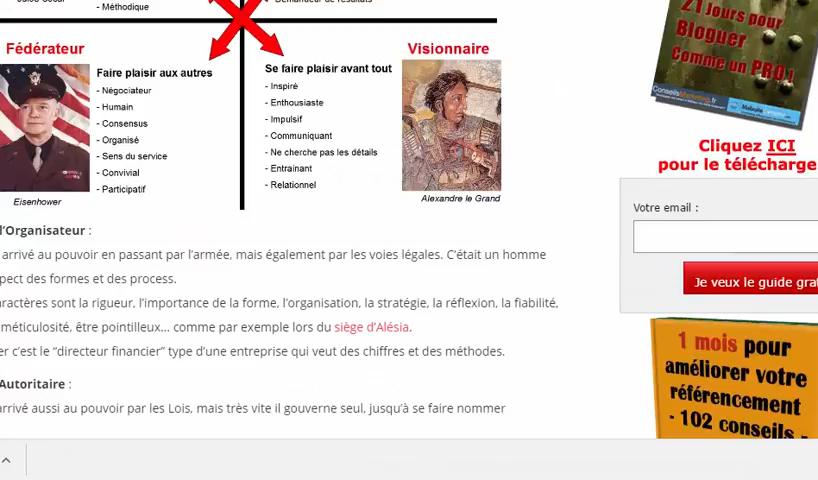 - Méthodique
Fédérateur
Visionnaire
Faire plaisir aux autres
- Négociateur
- Humain
- Consensus
- Organisé
- Sens du service
- Convivial
- Participatif
Eisenhower
Se faire plaisir avant tout
- Inspiré
- Enthousiaste
- Impulsif
- Communiquant
- Ne cherche pas les détails
- Entrainant
- Relationnel
Alexandre le Grand
l’Organisateur :
arrivé au pouvoir en passant par l’armée, mais également par les voies légales. C’était un homme
pect des formes et des process.
ractères sont la rigueur, l’importance de la forme, l’organisation, la stratégie, la réflexion, la fiabilité,
méticulosité, être pointilleux… comme par exemple lors du siège d’Alésia.
er c’est le “directeur financier” type d’une entreprise qui veut des chiffres et des méthodes.
Autoritaire :
arrivé aussi au pouvoir par les Lois, mais très vite il gouverne seul, jusqu’à se faire nommer
21 Jours pour
Bloguer
Comme un PRO !
ConseilsMarketing.fr
Cliquez ICI
pour le télécharge
Votre email :
Je veux le guide grat
1 mois pour
améliorer votre
référencement
- 102 conseils -